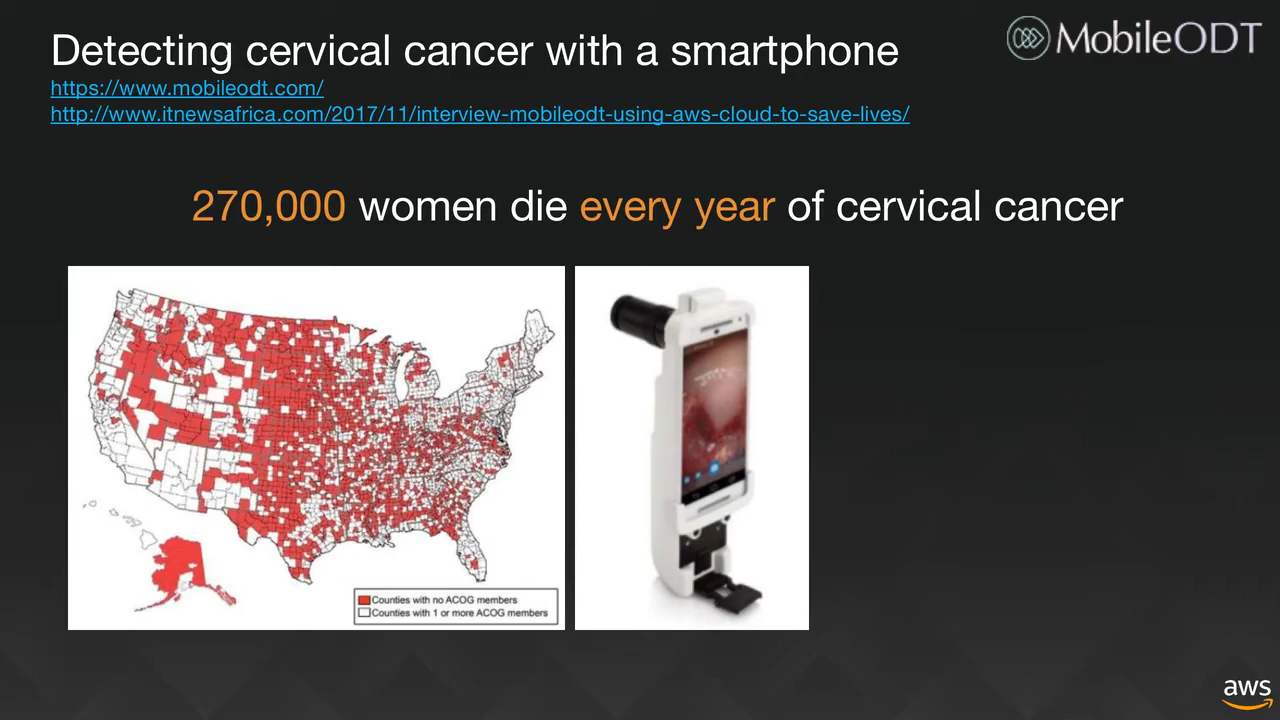 Detecting cervical cancer with a smartphone
MobileODT
https://www.mobileodt.com/
http://www.itnewsafrica.com/2017/11/interview-mobileodt-using-aws-cloud-to-save-lives/
270,000 women die every year of cervical cancer
Counties with no ACOG members
Counties with 1 or more ACOG members
aws